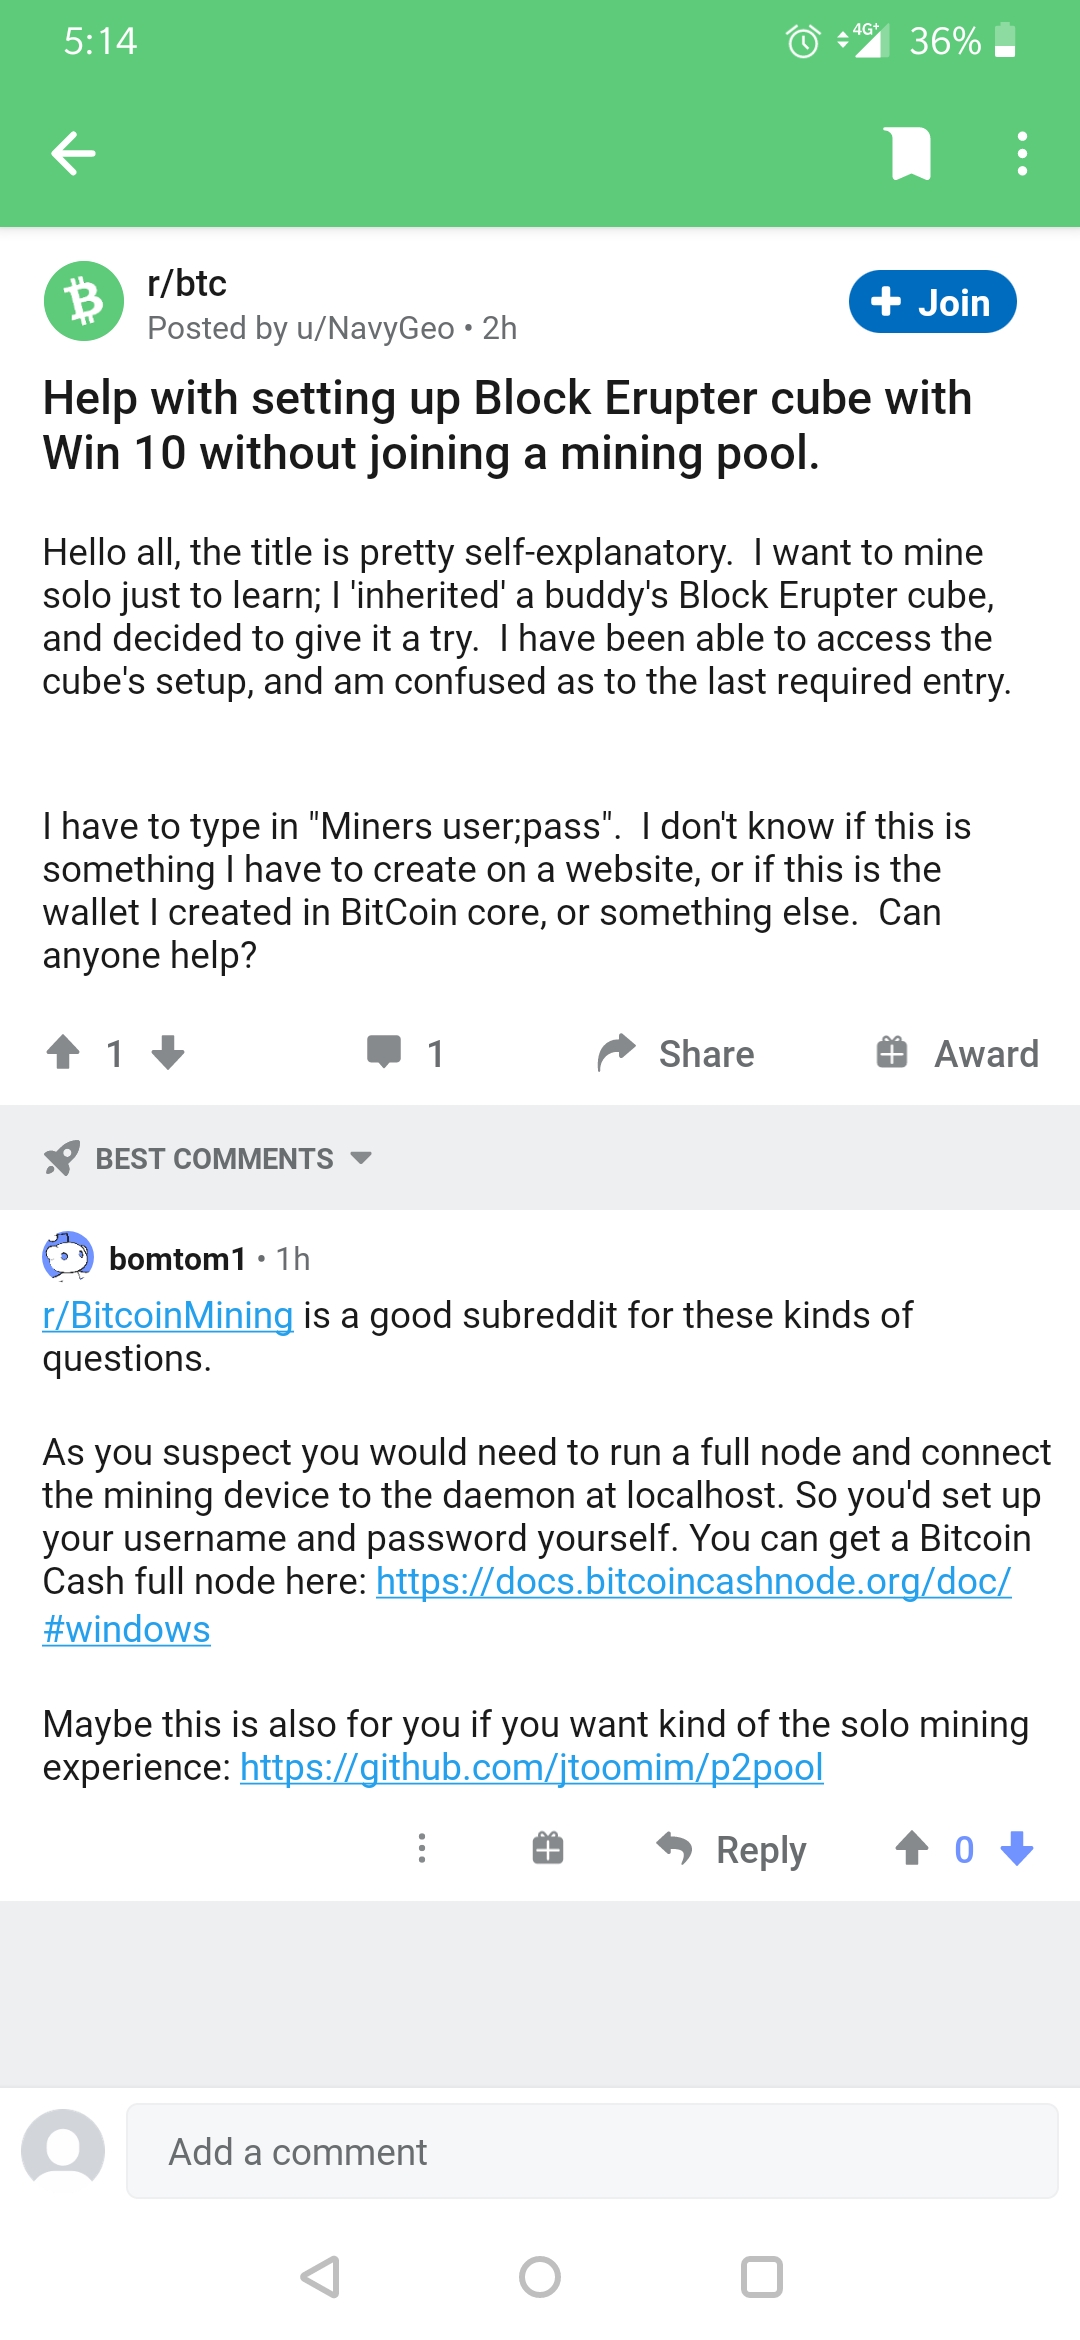 5:14
4G+ 36%
r/btc
Posted by u/NavyGeo • 2h
Join
Help with setting up Block Erupter cube with
Win 10 without joining a mining pool.
Hello all, the title is pretty self-explanatory.  I want to mine
solo just to learn; I 'inherited' a buddy's Block Erupter cube,
and decided to give it a try.  I have been able to access the
cube's setup, and am confused as to the last required entry.
I have to type in "Miners user;pass".  I don't know if this is
something I have to create on a website, or if this is the
wallet I created in BitCoin core, or something else.  Can
anyone help?
1 1 Share Award
BEST COMMENTS
bomtom1 • 1h
r/BitcoinMining is a good subreddit for these kinds of
questions.
As you suspect you would need to run a full node and connect
the mining device to the daemon at localhost. So you'd set up
your username and password yourself. You can get a Bitcoin
Cash full node here: https://docs.bitcoincashnode.org/doc/
#windows
Maybe this is also for you if you want kind of the solo mining
experience: https://github.com/jtoomim/p2pool
Reply 0
Add a comment